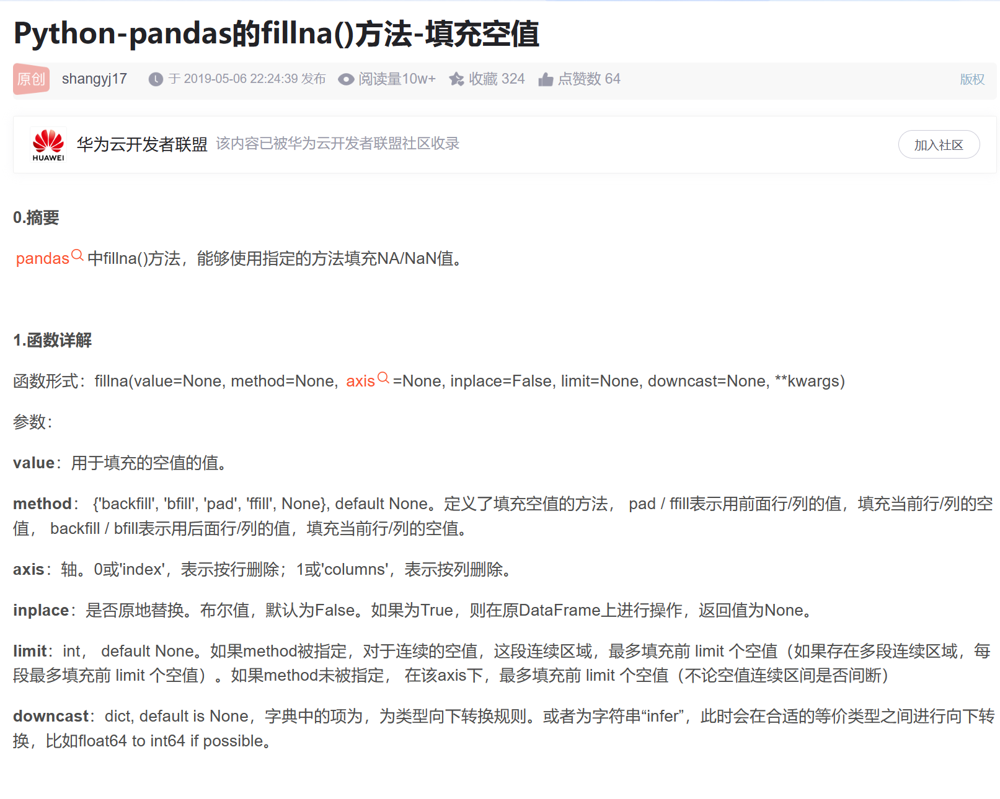 Python-pandas的fillna()方法-填充空值
原创 shangyj17 于 2019-05-06 22:24:39 发布 阅读量10w+ 收藏 324 点赞数 64 版权
HUAWEI 华为云开发者联盟 该内容已被华为云开发者联盟社区收录 加入社区
0.摘要
pandas 中fillna()方法，能够使用指定的方法填充NA/NaN值。
1.函数详解
函数形式：fillna(value=None, method=None, axis =None, inplace=False, limit=None, downcast=None, **kwargs)
参数：
value：用于填充的空值的值。
method： {'backfill', 'bfill', 'pad', 'ffill', None}, default None。定义了填充空值的方法， pad / ffill表示用前面行/列的值，填充当前行/列的空
值， backfill / bfill表示用后面行/列的值，填充当前行/列的空值。
axis：轴。0或'index'，表示按行删除；1或'columns'，表示按列删除。
inplace：是否原地替换。布尔值，默认为False。如果为True，则在原DataFrame上进行操作，返回值为None。
limit：int， default None。如果method被指定，对于连续的空值，这段连续区域，最多填充前 limit 个空值（如果存在多段连续区域，每
段最多填充前 limit 个空值）。如果method未被指定， 在该axis下，最多填充前 limit 个空值（不论空值连续区间是否间断）
downcast：dict, default is None，字典中的项为，为类型向下转换规则。或者为字符串“infer”，此时会在合适的等价类型之间进行向下转
换，比如float64 to int64 if possible。